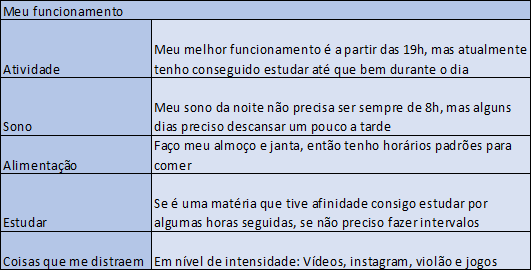 Meu funcionamento
Meu melhor funcionamento é a partir das 19h, mas atualmente
Atividade tenho conseguido estudar até que bem durante o dia
Meu sono da noite não precisa ser sempre de 8h, mas alguns
Sono dias preciso descansar um pouco a tarde
Faço meu almoço e janta, então tenho horários padrões para
Alimentação comer
Se é uma matéria que tive afinidade consigo estudar por
Estudar algumas horas seguidas, se não preciso fazer intervalos
Coisas que me distraem Em nível de intensidade: Vídeos, instagram, violão e jogos